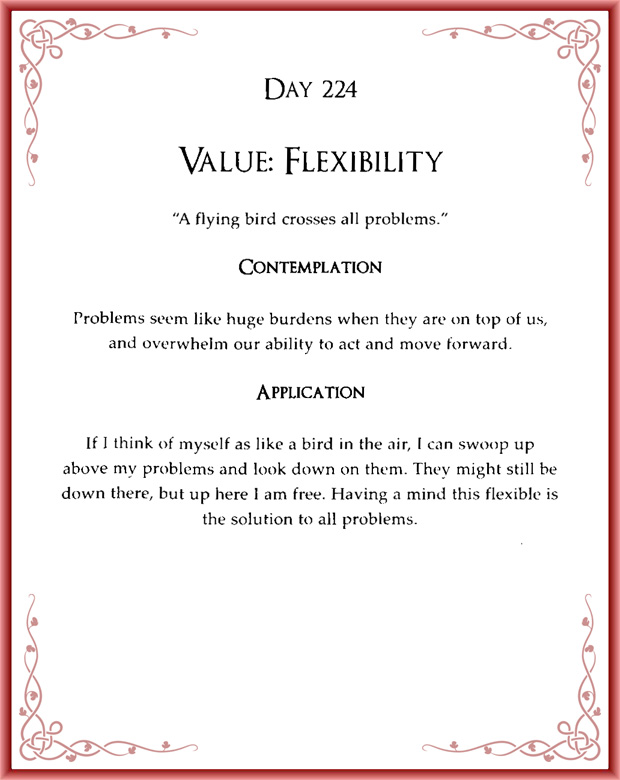 DAY 224
VALUE: FLEXIBILITY
“A flying bird crosses all problems.”
CONTEMPLATION
Problems seem like huge burdens when they are on top of us,
and overwhelm our ability to act and move forward.
APPLICATION
If I think of myself as like a bird in the air, I can swoop up
above my problems and look down on them. They might still be
down there, but up here I am free. Having a mind this flexible is
the solution to all problems.